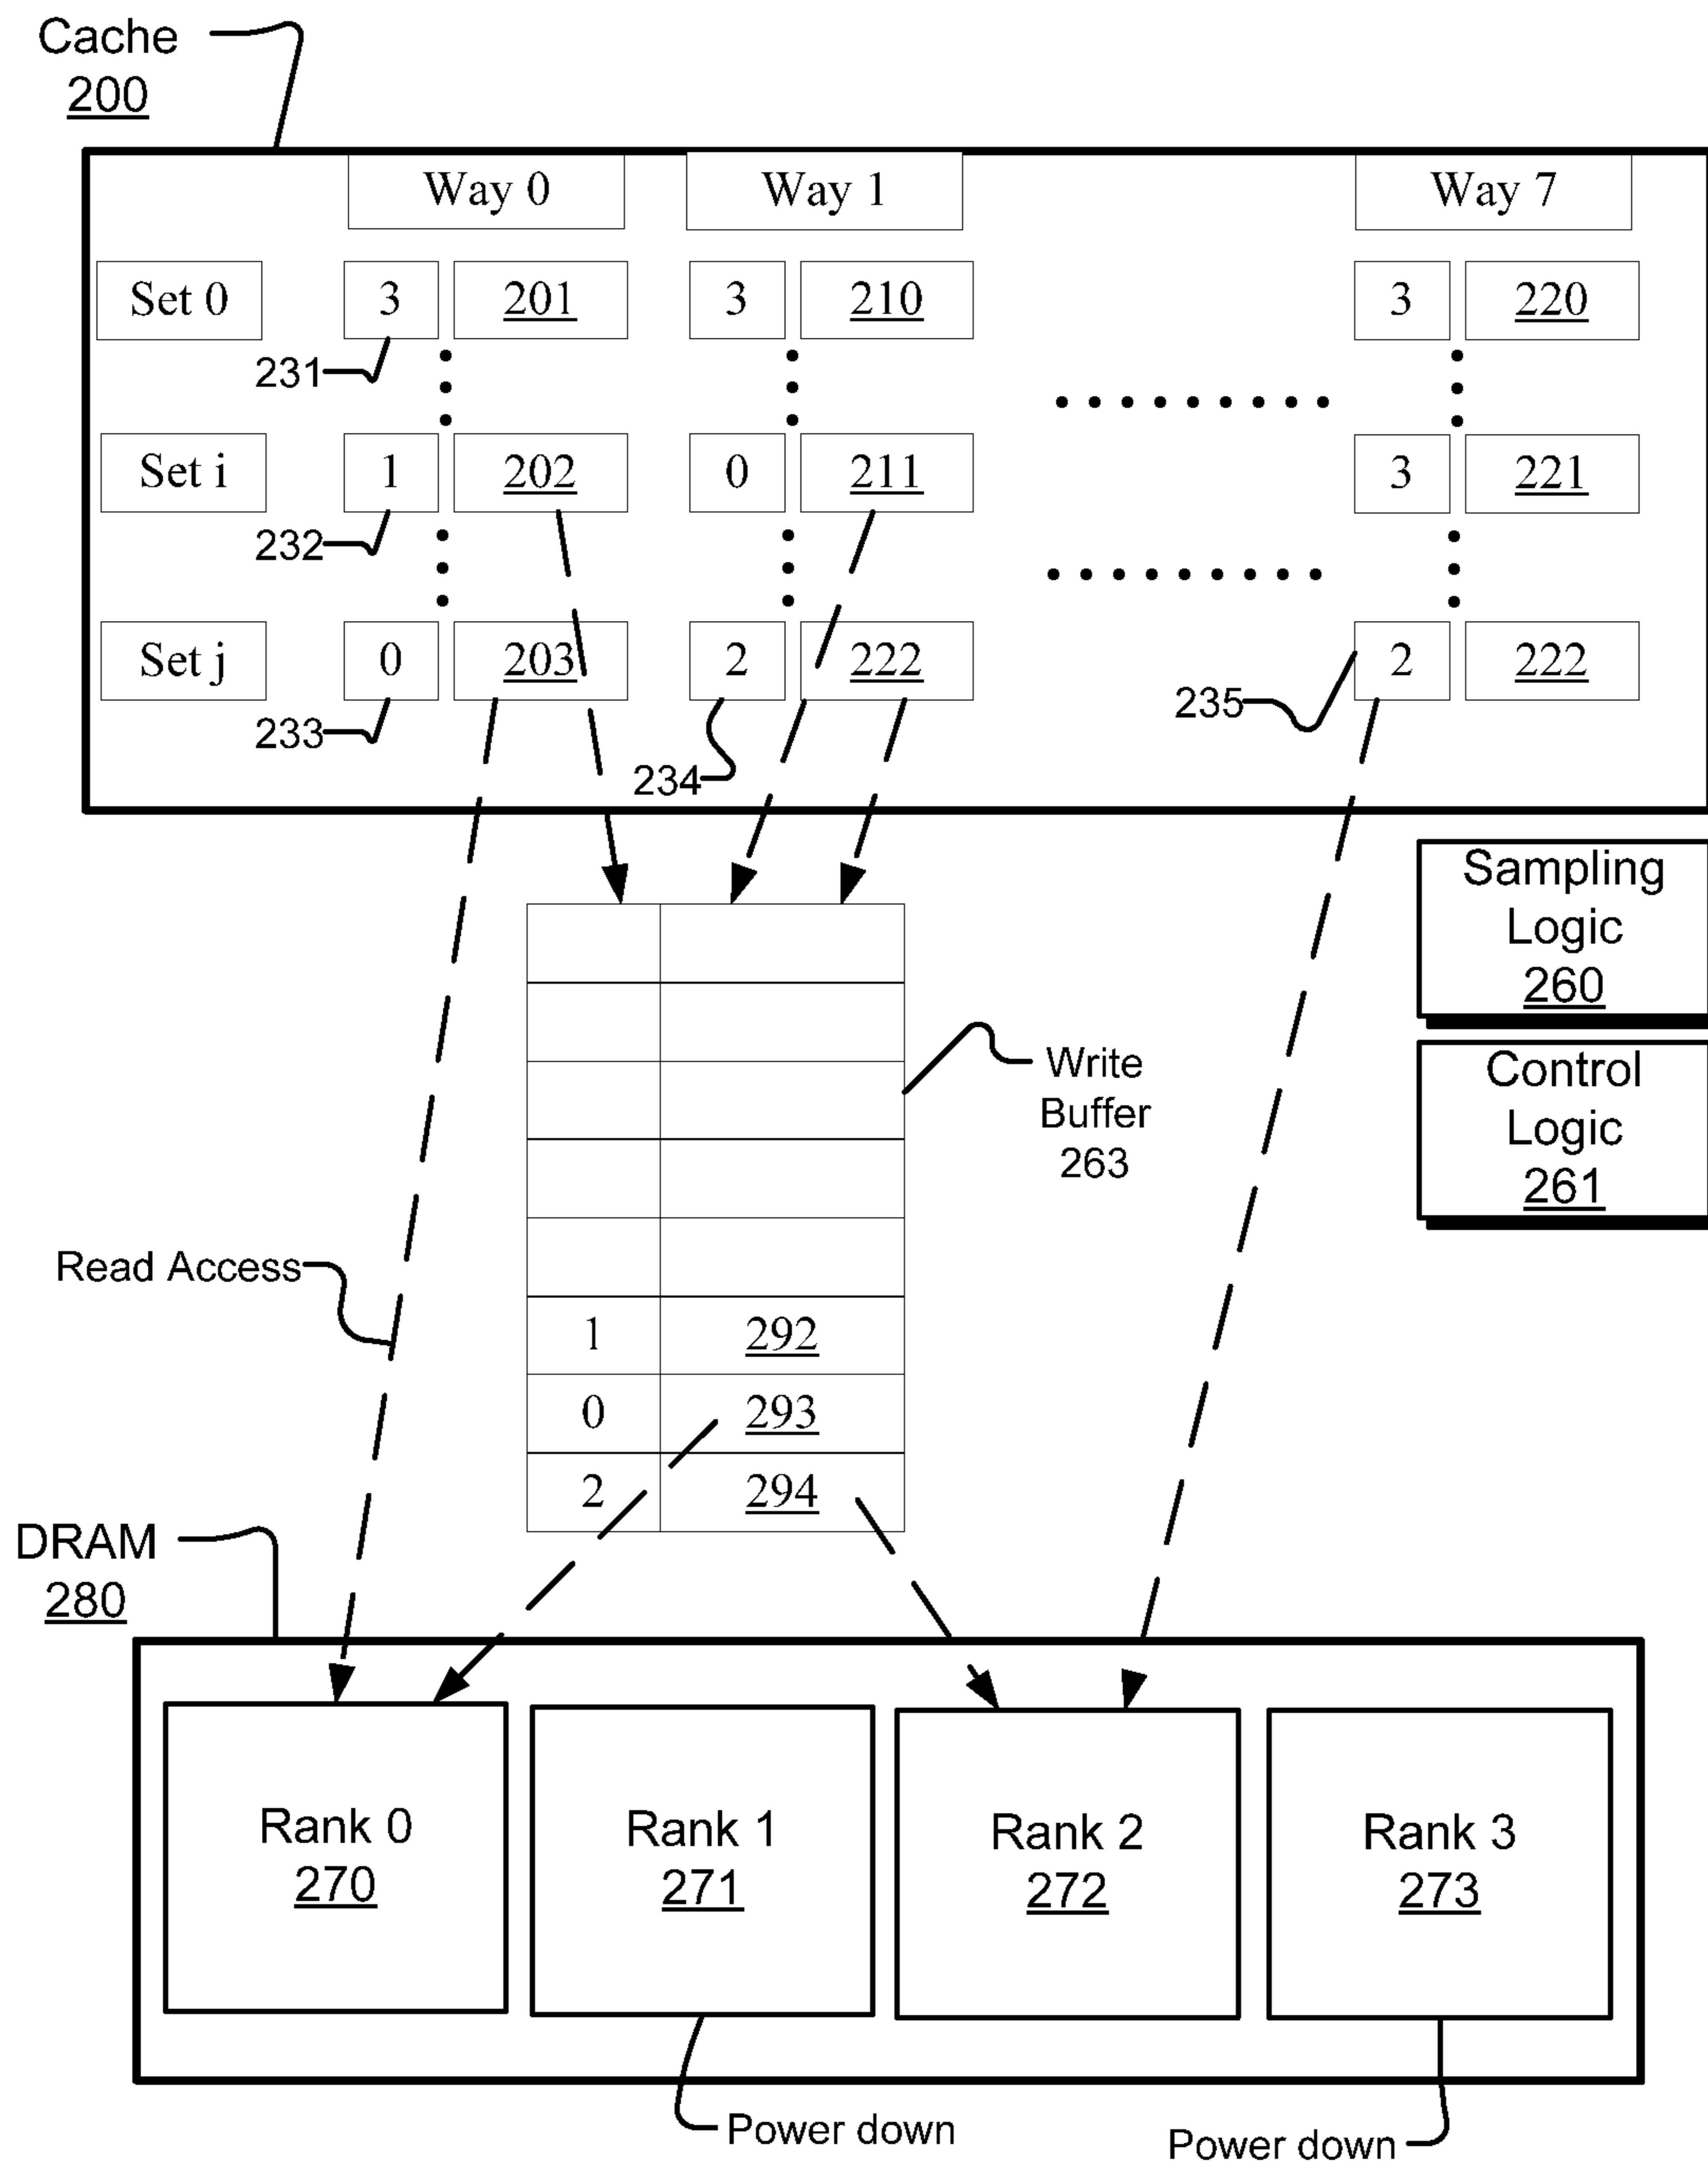 Cache
200
Way 0 Way 1 Way 7
Set 0 3 201 3 210 3 220
231
Set i 1 202 0 211 3 221
232
Set j 0 203 2 222 2 222
233 234 235
Sampling
Logic
260
Write
Buffer
263
Control
Logic
261
Read Access
1 292
0 293
2 294
DRAM
280
Rank 0 Rank 1 Rank 2 Rank 3
270 271 272 273
Power down Power down